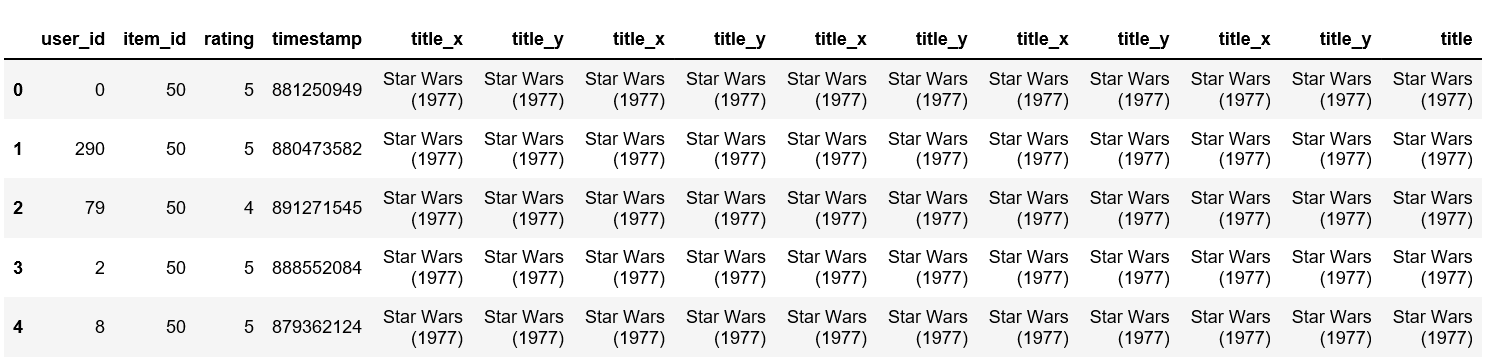 user_id item_id rating timestamp title_x title_y title_x title_y title_x title_y title_x title_y title_x title_y title
0 0 50 5 881250949 Star Wars (1977) Star Wars (1977) Star Wars (1977) Star Wars (1977) Star Wars (1977) Star Wars (1977) Star Wars (1977) Star Wars (1977) Star Wars (1977) Star Wars (1977) Star Wars (1977)
1 290 50 5 880473582 Star Wars (1977) Star Wars (1977) Star Wars (1977) Star Wars (1977) Star Wars (1977) Star Wars (1977) Star Wars (1977) Star Wars (1977) Star Wars (1977) Star Wars (1977) Star Wars (1977)
2 79 50 4 891271545 Star Wars (1977) Star Wars (1977) Star Wars (1977) Star Wars (1977) Star Wars (1977) Star Wars (1977) Star Wars (1977) Star Wars (1977) Star Wars (1977) Star Wars (1977) Star Wars (1977)
3 2 50 5 888552084 Star Wars (1977) Star Wars (1977) Star Wars (1977) Star Wars (1977) Star Wars (1977) Star Wars (1977) Star Wars (1977) Star Wars (1977) Star Wars (1977) Star Wars (1977) Star Wars (1977)
4 8 50 5 879362124 Star Wars (1977) Star Wars (1977) Star Wars (1977) Star Wars (1977) Star Wars (1977) Star Wars (1977) Star Wars (1977) Star Wars (1977) Star Wars (1977) Star Wars (1977) Star Wars (1977)